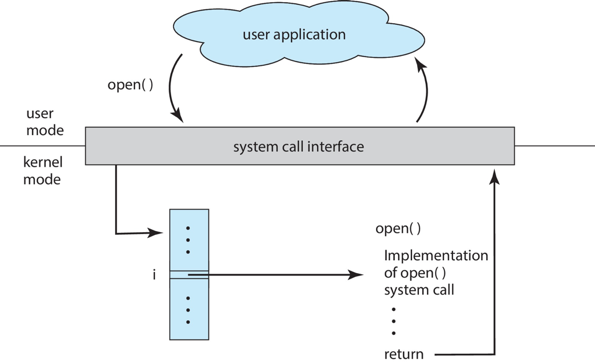 user application
open( )
user
mode
system call interface
kernel
mode
open( )
i
Implementation
of open( )
system call
return